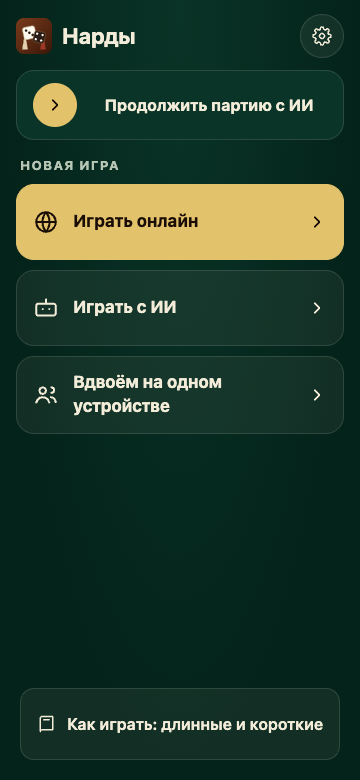 Нарды
Продолжить партию с ИИ
НОВАЯ ИГРА
Играть онлайн
Играть с ИИ
Вдвоём на одном
устройстве
Как играть: длинные и короткие